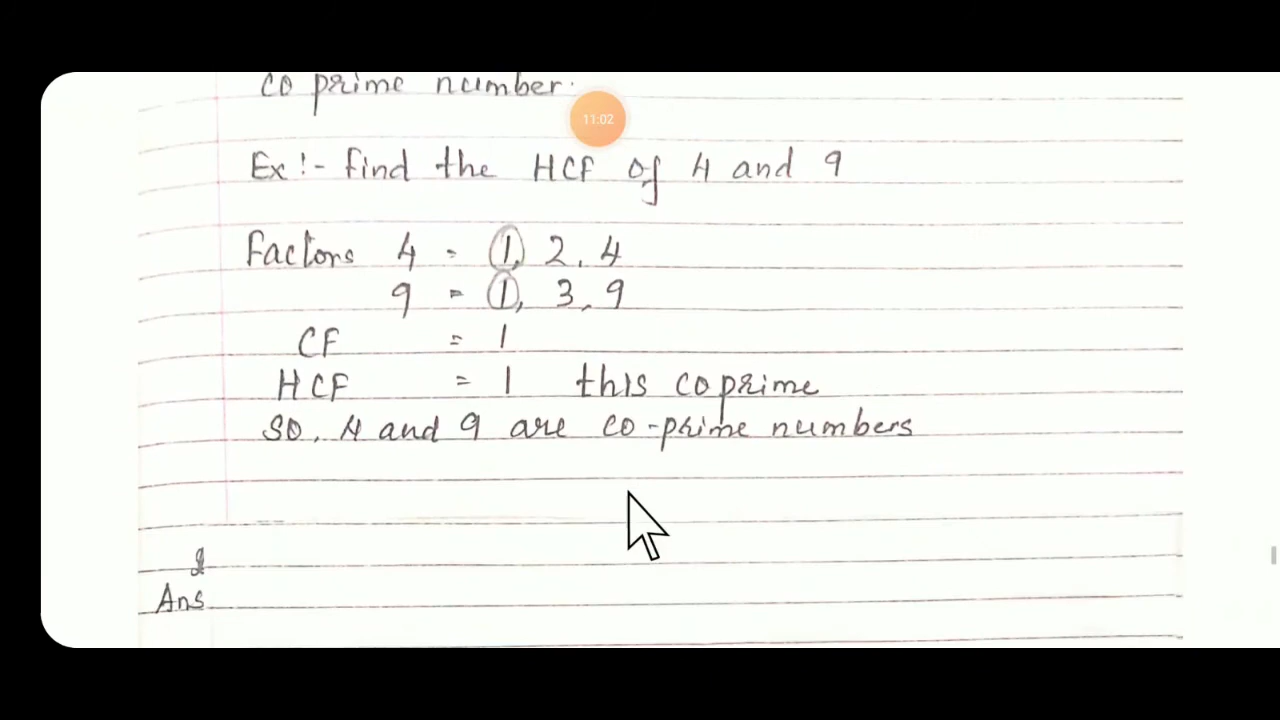 co prime number.
11:02
Ex :- find the HCF of 4 and 9
factors 4 = 1, 2, 4
9 = 1, 3, 9
CF = 1
HCF = 1 this coprime
so, 4 and 9 are co-prime numbers
Ans